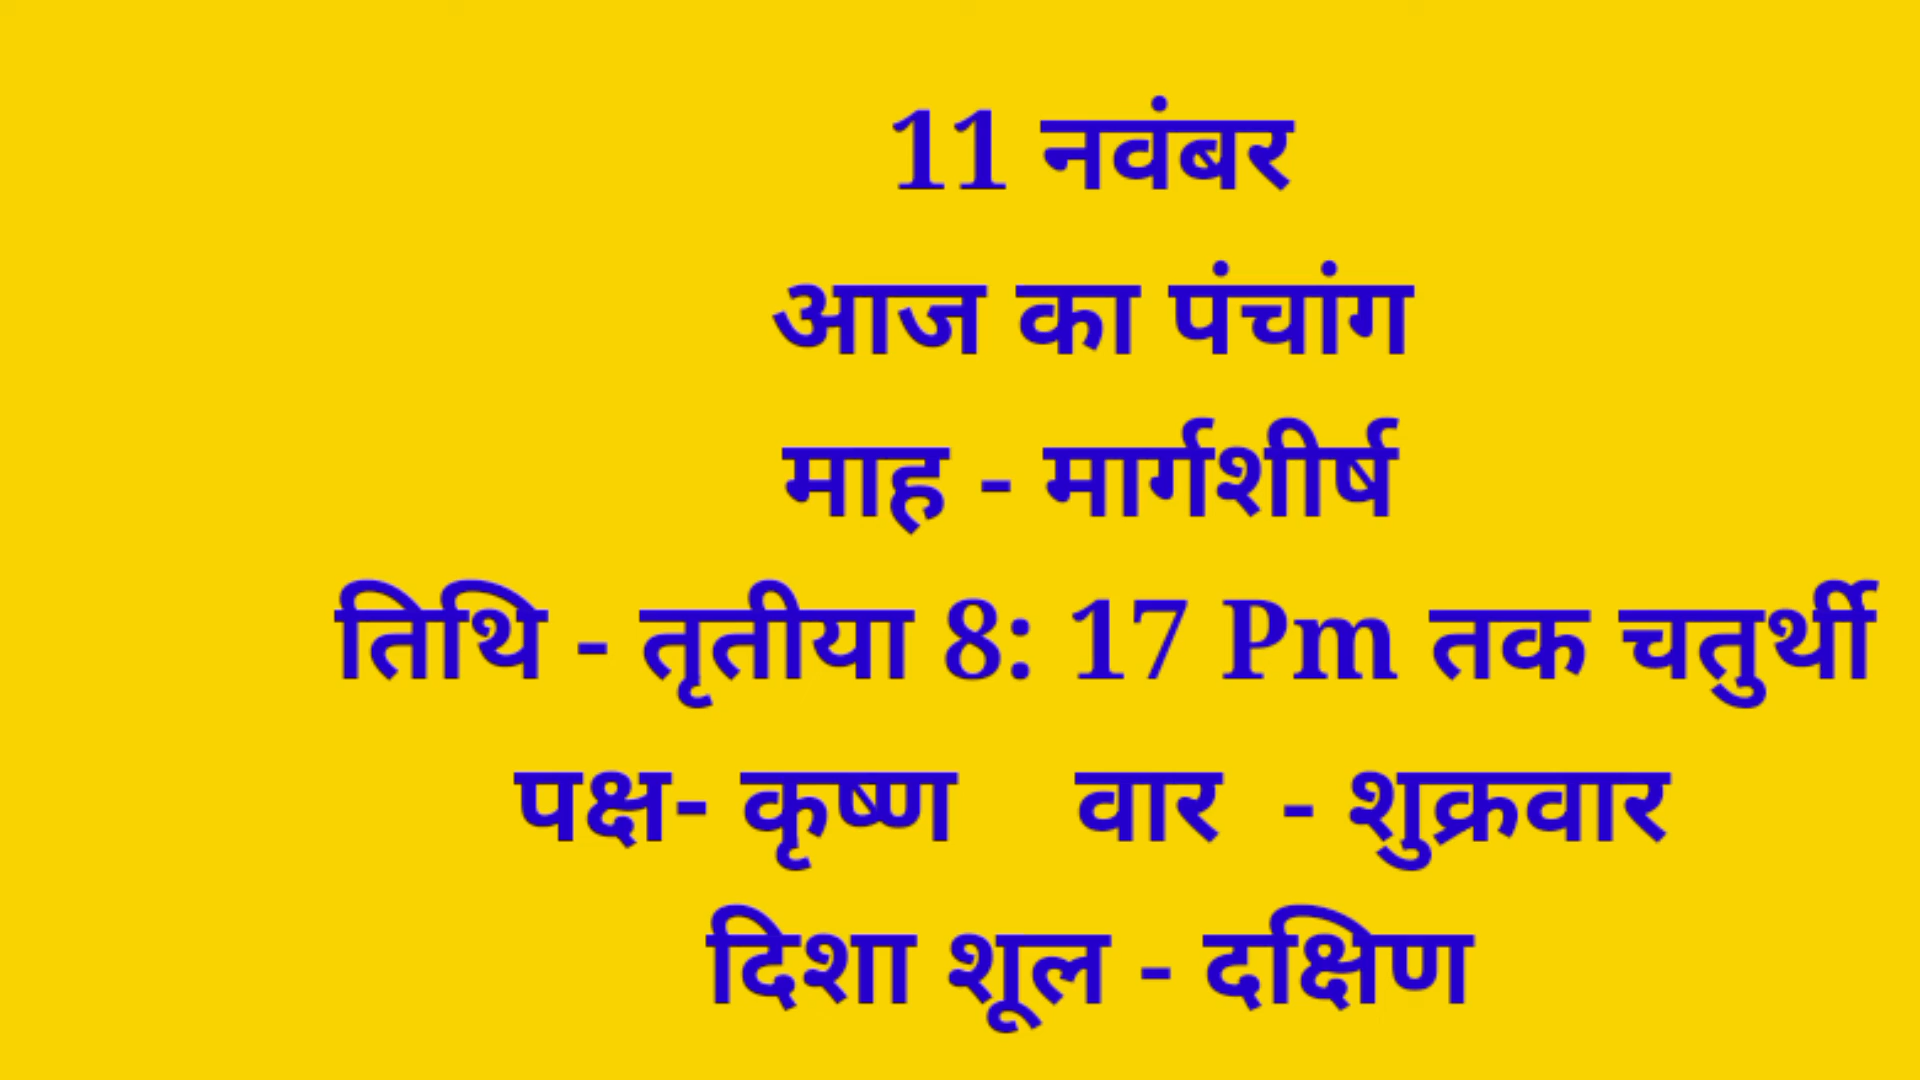 11 नवंबर
आज का पंचांग
माह - मार्गशीर्ष
तिथि - तृतीया 8: 17 Pm तक चतुर्थी
पक्ष- कृष्ण वार - शुक्रवार
दिशा शूल - दक्षिण